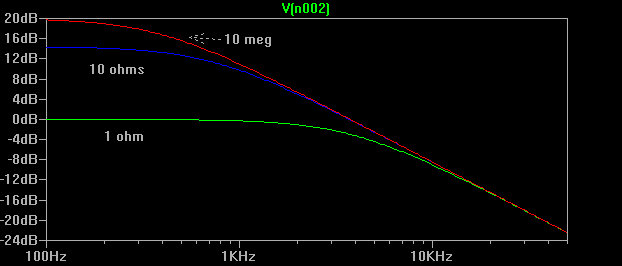 V(n002)
20dB
16dB
12dB
8dB
4dB
0dB
-4dB
-8dB
-12dB
-16dB
-20dB
-24dB
10 meg
10 ohms
1 ohm
100Hz
1KHz
10KHz